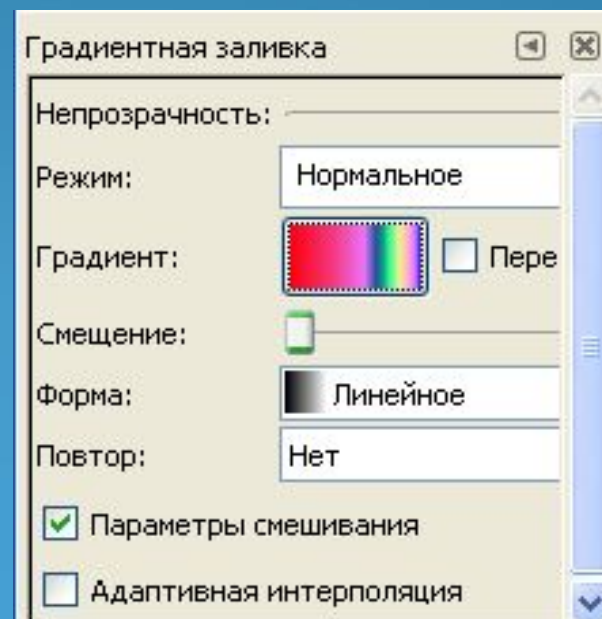 Градиентная заливка
Непрозрачность:
Режим: Нормальное
Градиент: Пере
Смещение:
Форма: Линейное
Повтор: Нет
Параметры смешивания
Адаптивная интерполяция